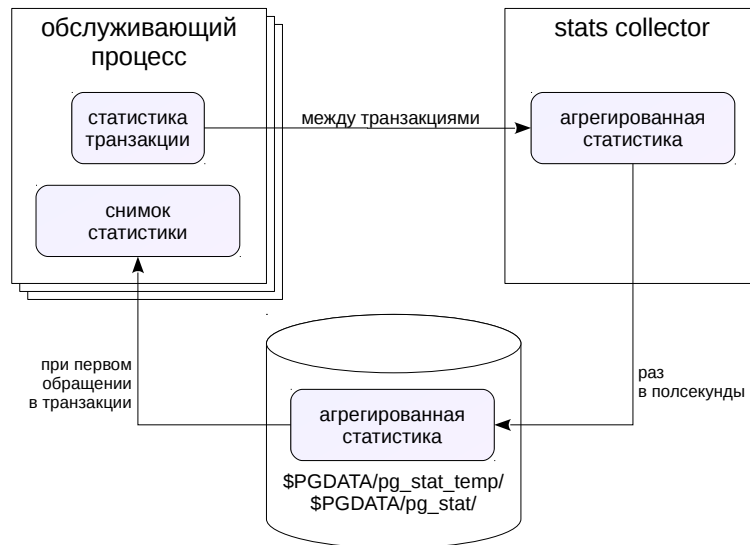 обслуживающий
процесс
stats collector
статистика
транзакции
между транзакциями
агрегированная
статистика
снимок
статистики
при первом
обращении
в транзакции
раз
в полсекунды
агрегированная
статистика
$PGDATA/pg_stat_temp/
$PGDATA/pg_stat/